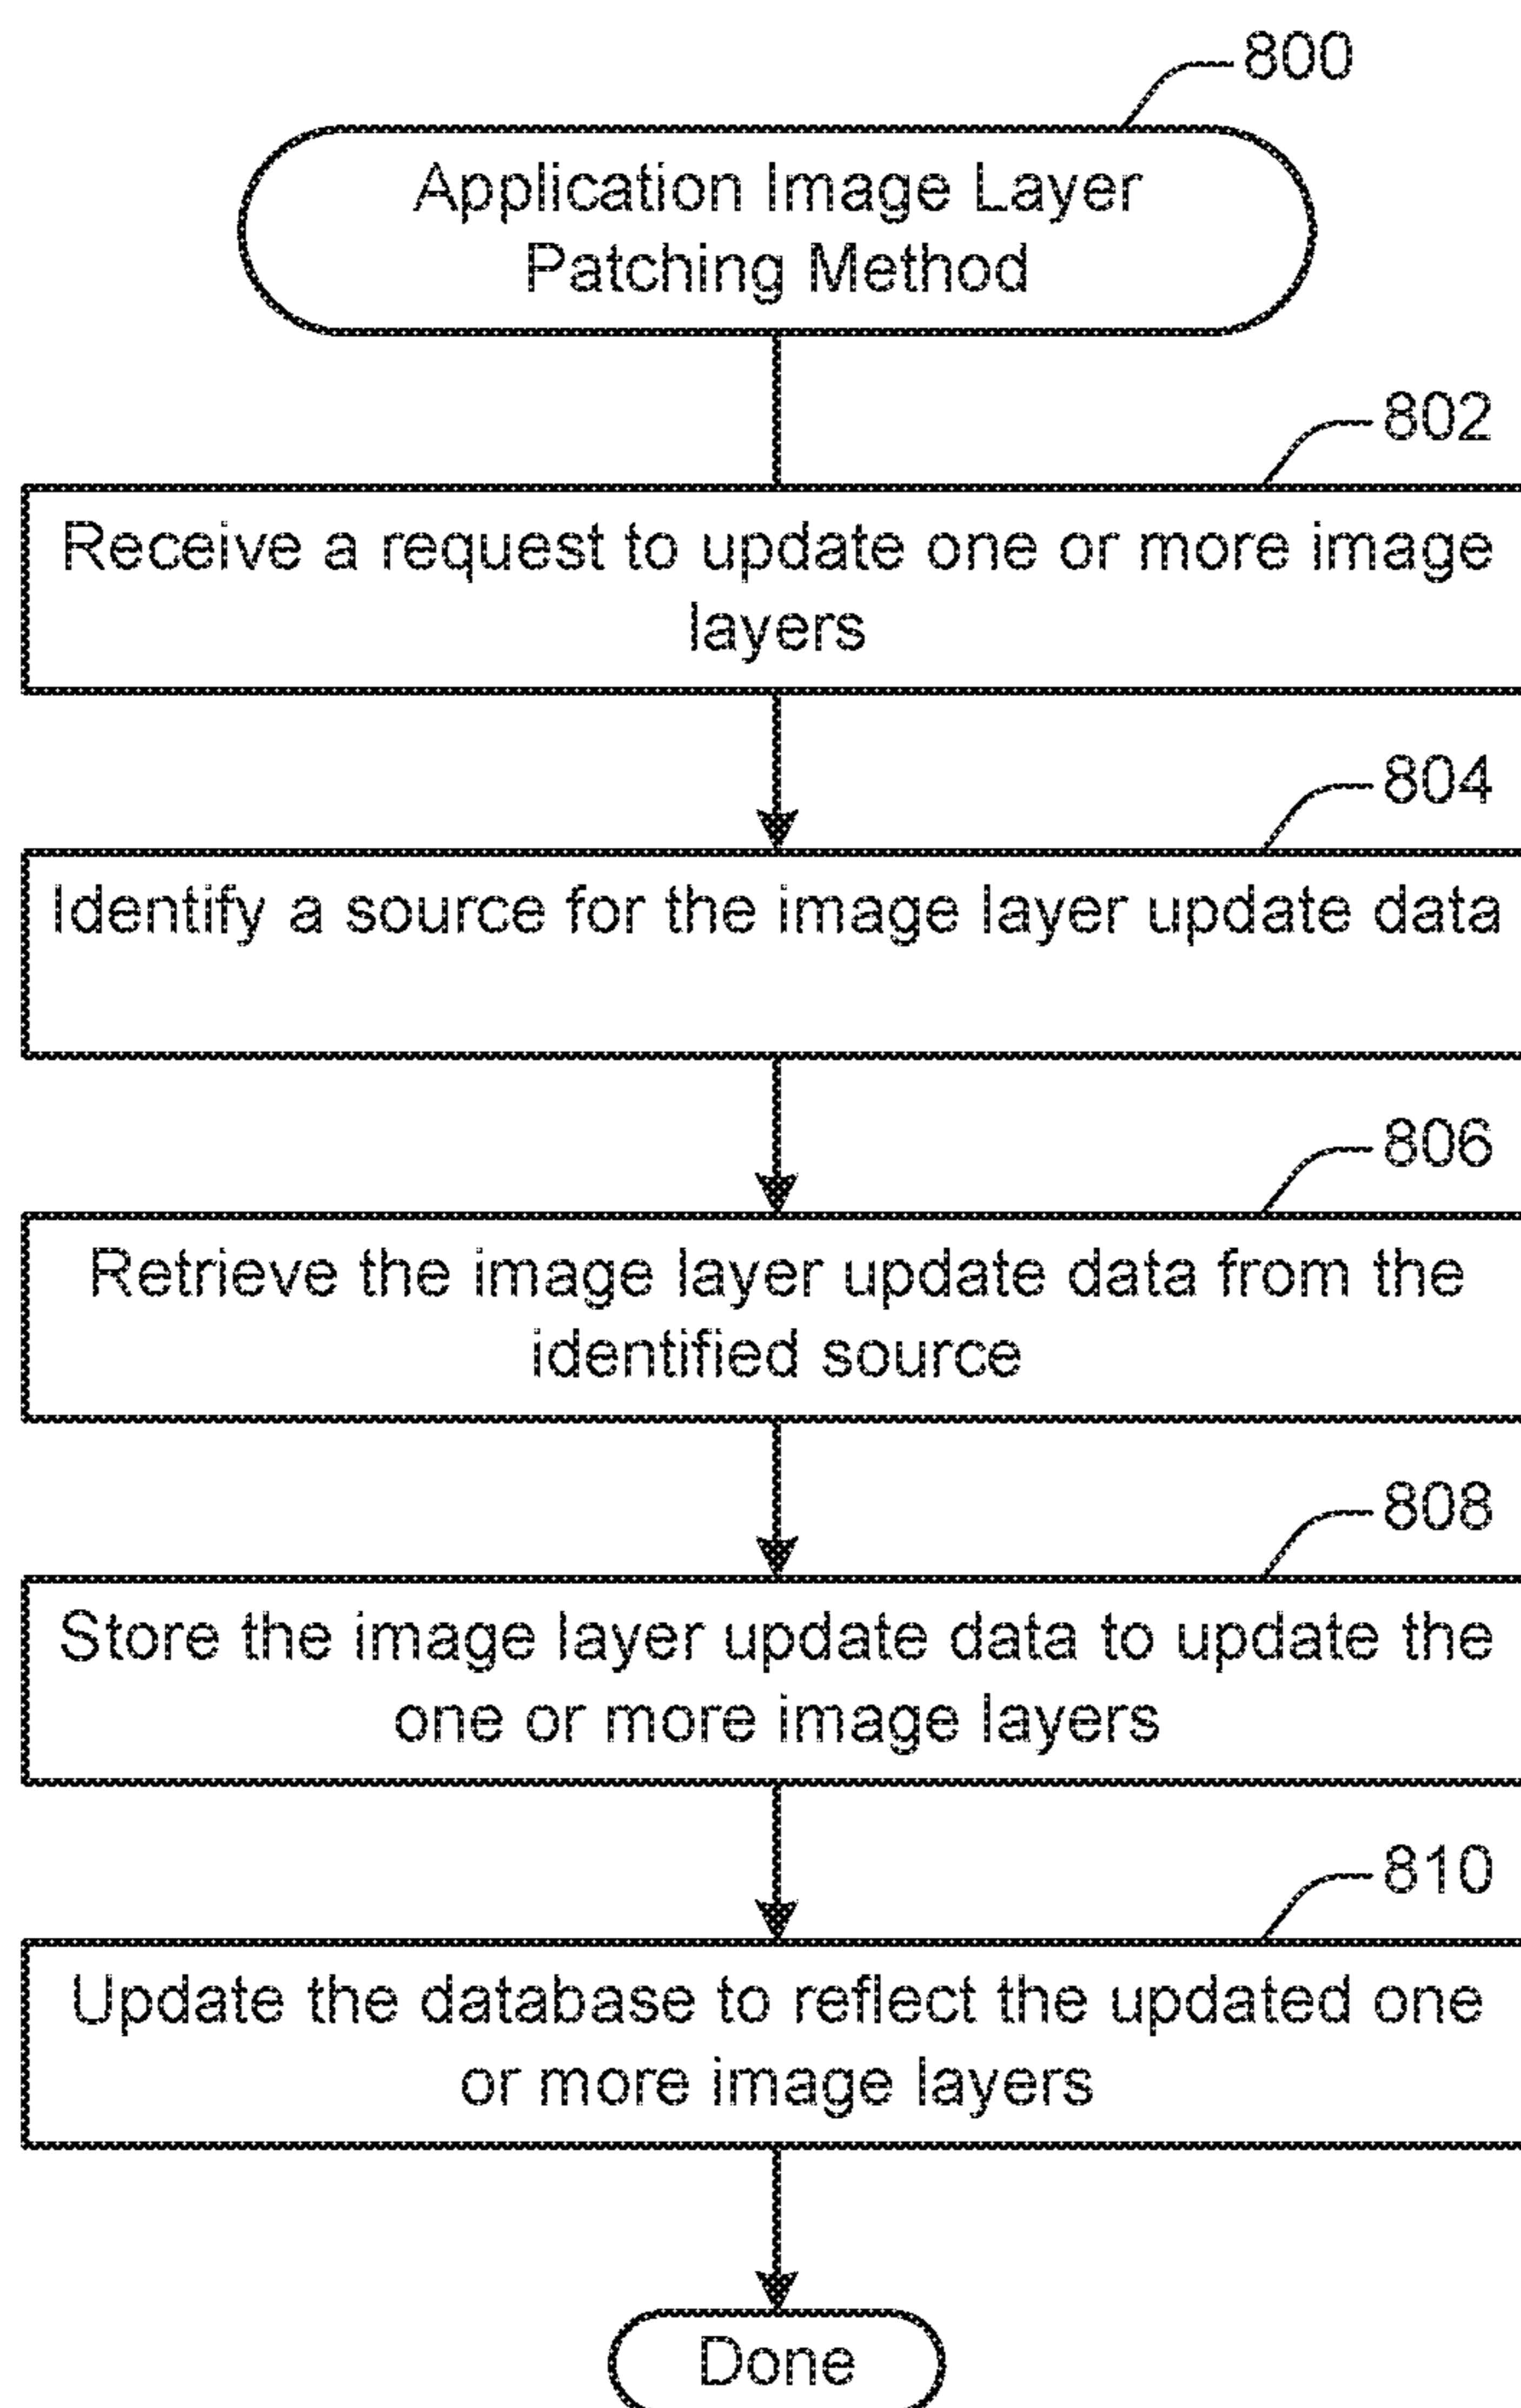 800
Application Image Layer
Patching Method
802
Receive a request to update one or more image
layers
804
Identify a source for the image layer update data
806
Retrieve the image layer update data from the
identified source
808
Store the image layer update data to update the
one or more image layers
810
Update the database to reflect the updated one
or more image layers
Done